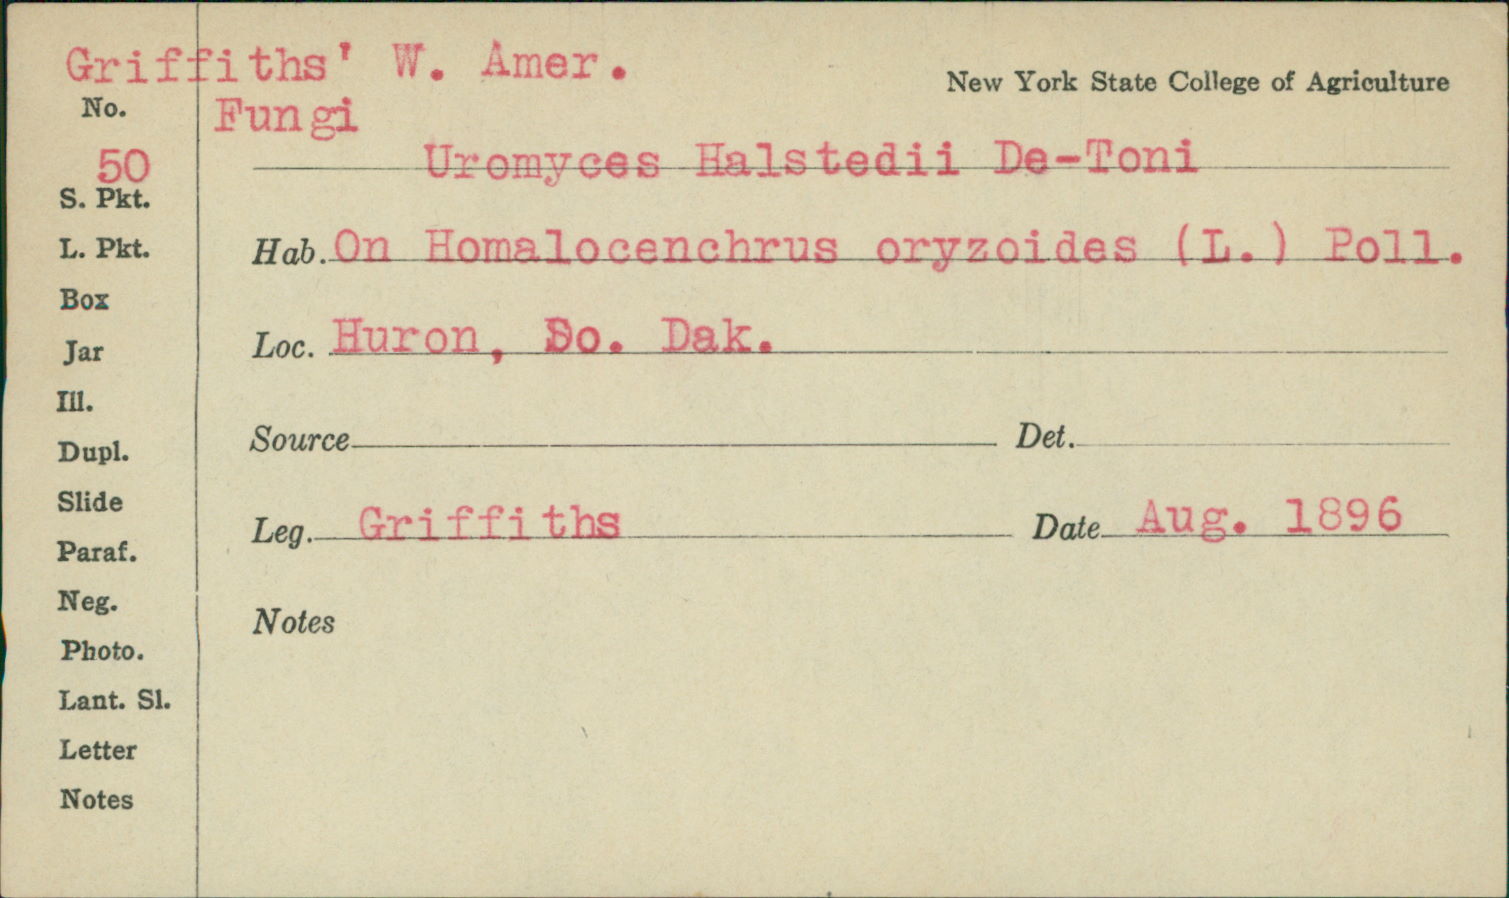 Griffiths' W. Amer.
New York State College of Agriculture
No. Fungi
50 Uromyces Halstedii De-Toni
S. Pkt.
L. Pkt. Hab. On Homalocenchrus oryzoides (L.) Poll.
Box
Jar Loc. Huron, So. Dak.
Ill.
Dupl. Source Det.
Slide
Leg. Griffiths Date Aug. 1896
Paraf.
Neg.
Notes
Photo.
Lant. Sl.
Letter
Notes